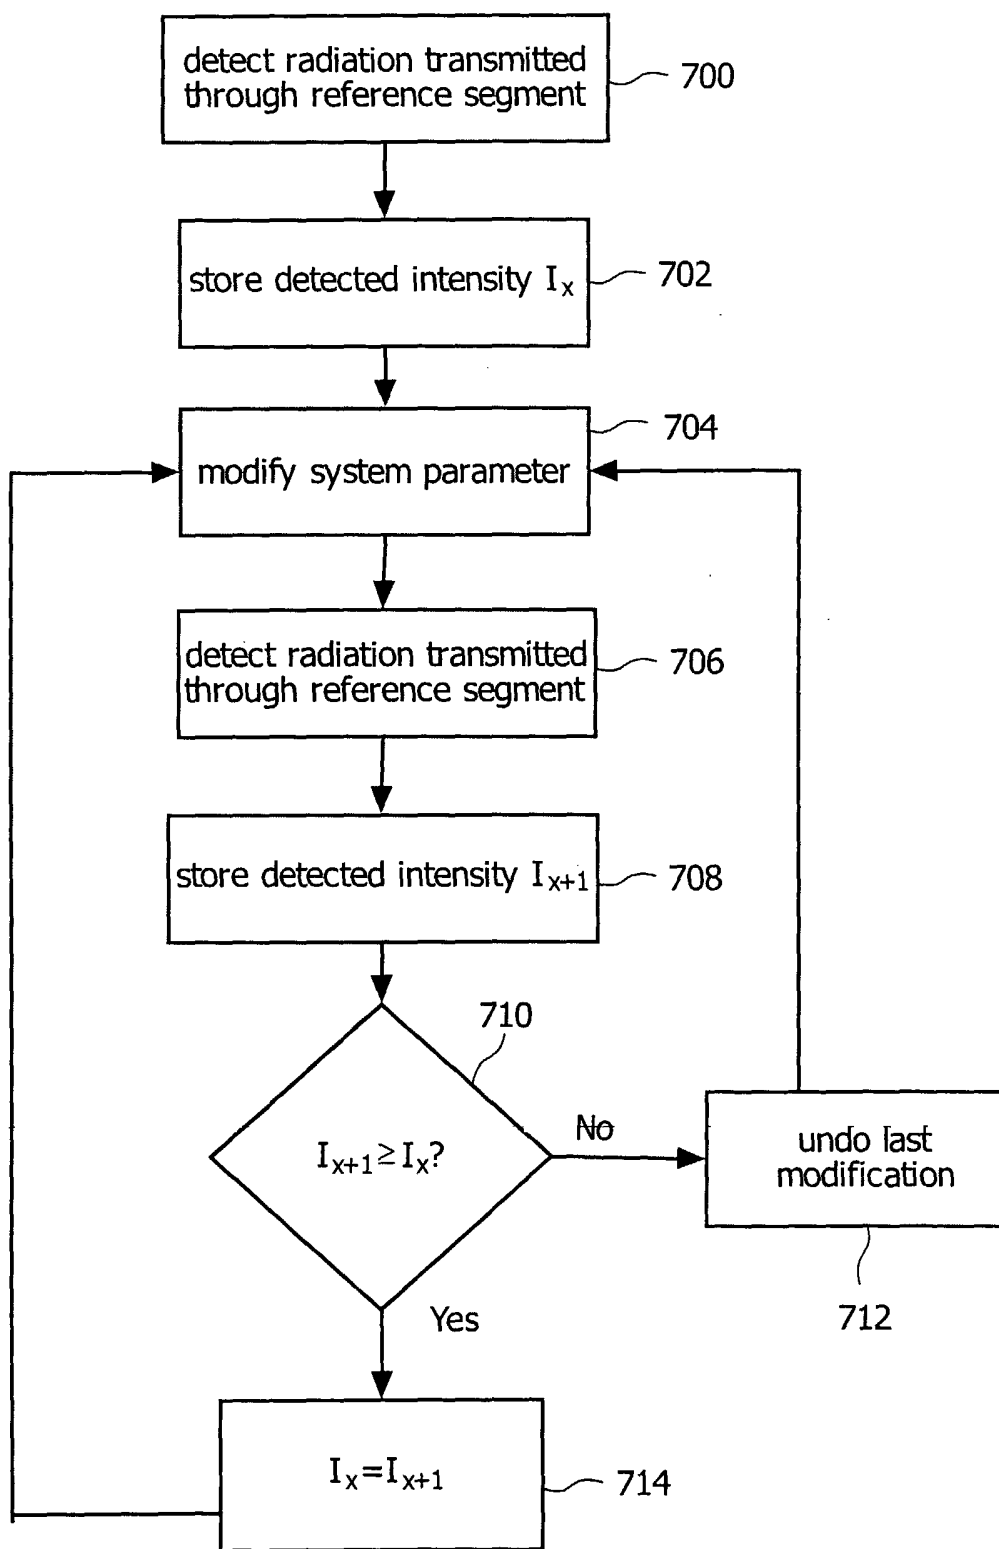 detect radiation transmitted
through reference segment
700
store detected intensity Iₓ
702
704
modify system parameter
detect radiation transmitted
through reference segment
706
store detected intensity Iₓ₊₁
708
710
Iₓ₊₁≥Iₓ?
No
undo last
modification
712
Yes
Iₓ=Iₓ₊₁
714